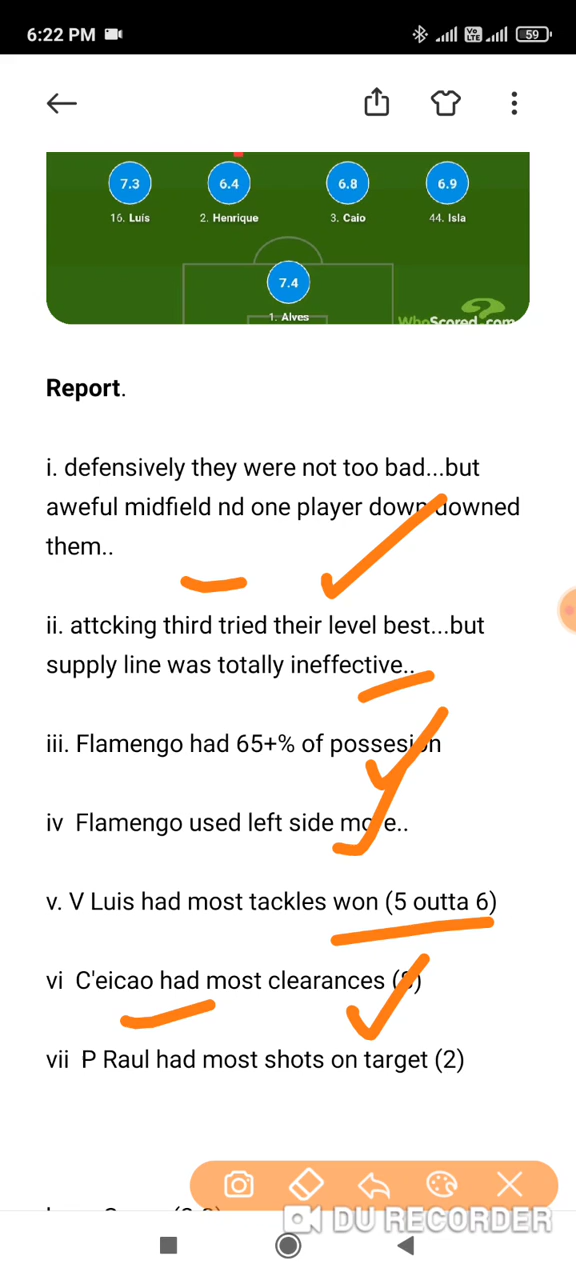 6:22 PM
Vo LTE
59
7.3
6.4
6.8
6.9
16. Luís
2. Henrique
3. Caio
44. Isla
7.4
1. Alves
WhoScored.com
Report.
i. defensively they were not too bad...but
aweful midfield nd one player down downed
them..
ii. attcking third tried their level best...but
supply line was totally ineffective..
iii. Flamengo had 65+% of possesion
iv Flamengo used left side more..
v. V Luis had most tackles won (5 outta 6)
vi C'eicao had most clearances
vii P Raul had most shots on target (2)
DU RECORDER